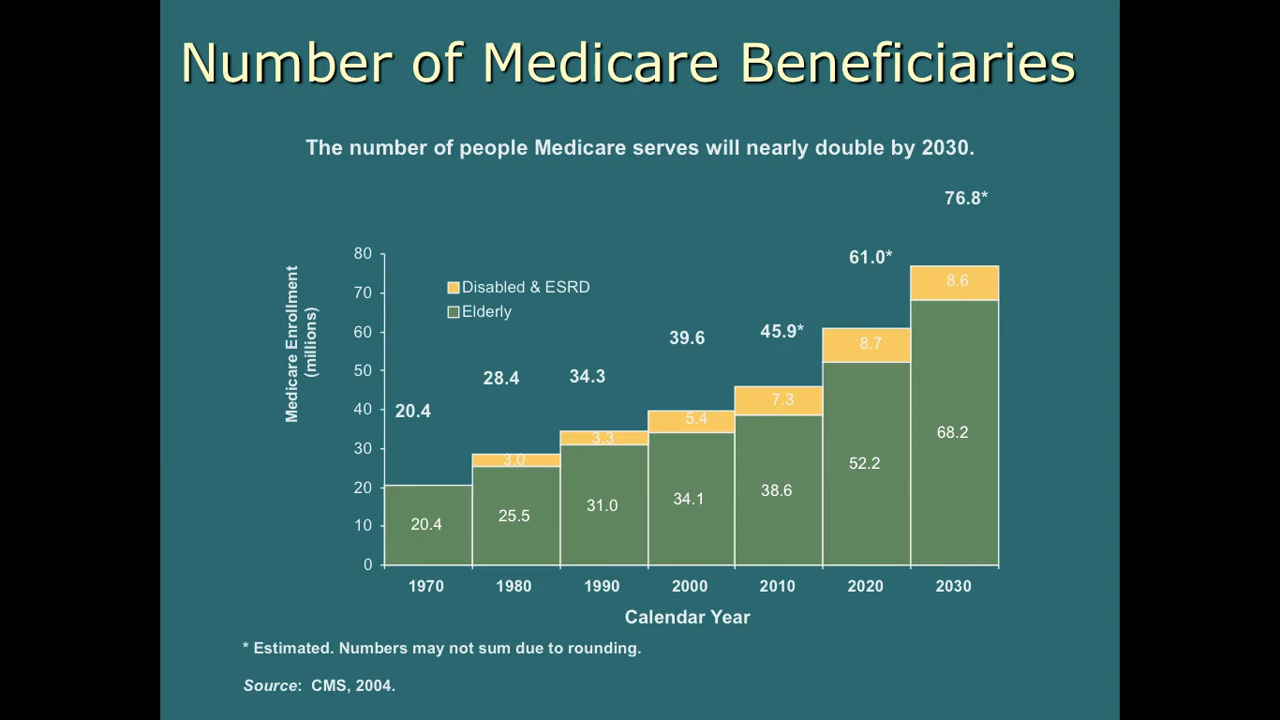 Number of Medicare Beneficiaries
The number of people Medicare serves will nearly double by 2030.
76.8*
61.0*
45.9*
39.6
34.3
28.4
20.4
Medicare Enrollment
(millions)
80
70
60
50
40
30
20
10
0
Disabled & ESRD
Elderly
8.6
8.7
7.3
5.4
3.3
3.0
68.2
52.2
38.6
34.1
31.0
25.5
20.4
1970 1980 1990 2000 2010 2020 2030
Calendar Year
* Estimated. Numbers may not sum due to rounding.
Source: CMS, 2004.